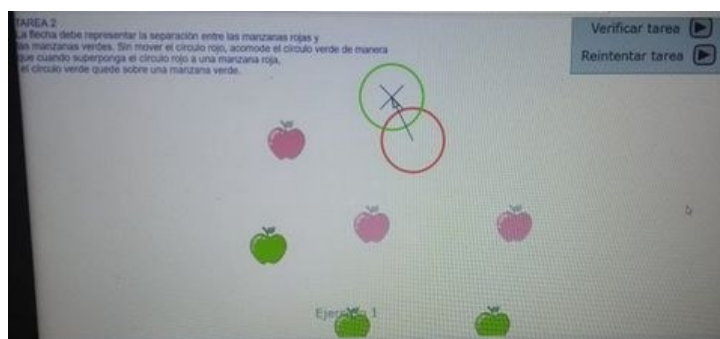 TAREA 2
La flecha debe representar la separación entre las manzanas rojas y
las manzanas verdes. Sin mover el círculo rojo, acomode el círculo verde de manera
que cuando superponga el círculo rojo a una manzana roja,
el círculo verde quede sobre una manzana verde.
Verificar tarea
Reintentar tarea
1